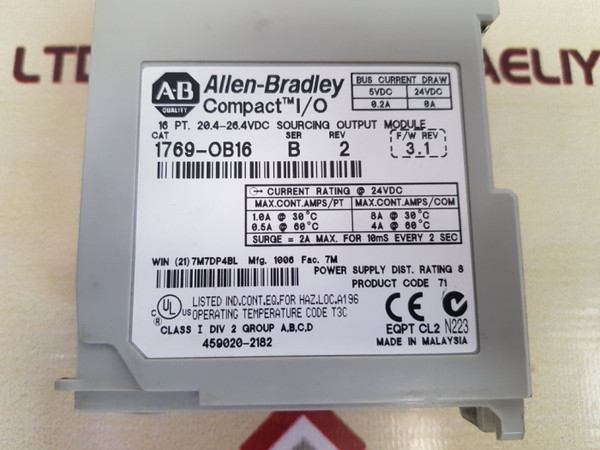 LTD
AELIY
A-B
QUALITY
Allen-Bradley
Compact™ I/O
BUS CURRENT DRAW
5VDC 24VDC
0.2A 0A
16 PT. 20.4-26.4VDC SOURCING OUTPUT MODULE
CAT SER REV F/W REV
1769-OB16 B 2 3.1
CURRENT RATING @ 24VDC
MAX.CONT.AMPS/PT MAX.CONT.AMPS/COM
1.0A @ 30°C 8A @ 30°C
0.5A @ 60°C 4A @ 60°C
SURGE = 2A MAX. FOR 10mS EVERY 2 SEC
WIN (21) 7M7DP4BL Mfg. 1006 Fac. 7M
POWER SUPPLY DIST. RATING 8
PRODUCT CODE 71
c UL US
®
LISTED IND.CONT.EQ.FOR HAZ.LOC.A196
OPERATING TEMPERATURE CODE T3C
CLASS I DIV 2 GROUP A,B,C,D
459020-2182
CE
EQPT CL2 N223
MADE IN MALAYSIA